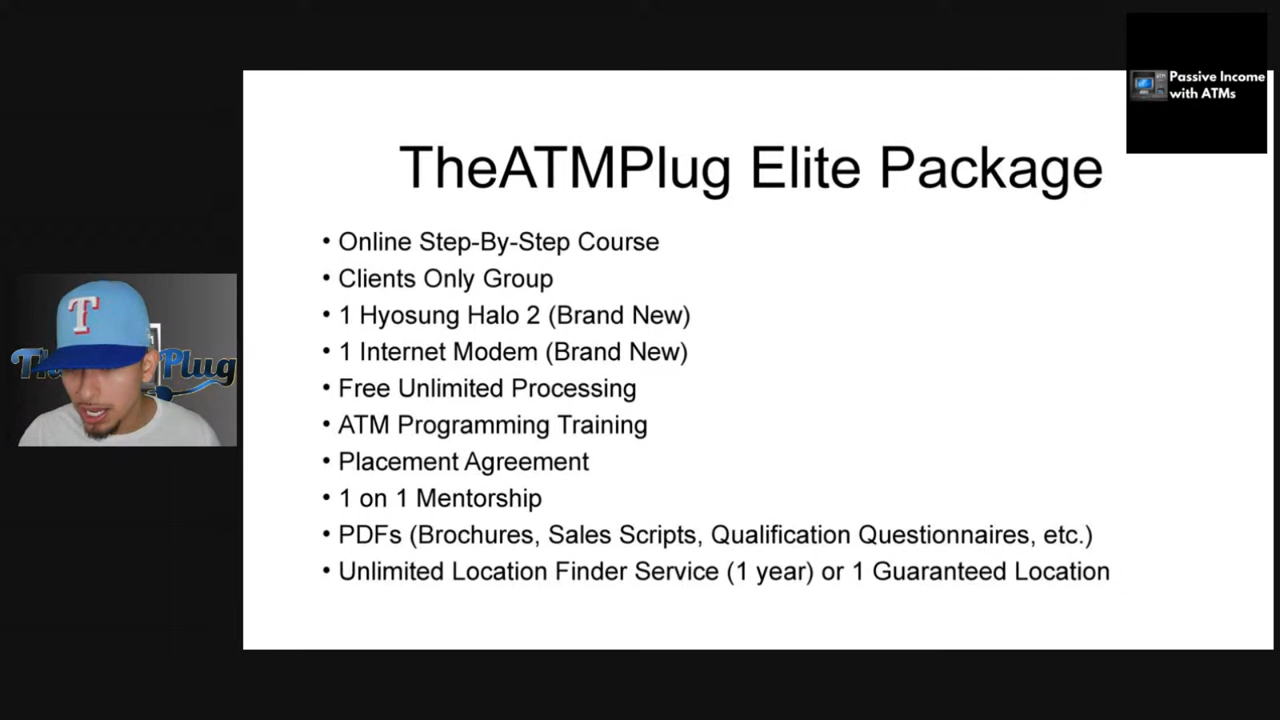 Passive Income
with ATMs
TheATMPlug Elite Package
• Online Step-By-Step Course
• Clients Only Group
• 1 Hyosung Halo 2 (Brand New)
• 1 Internet Modem (Brand New)
• Free Unlimited Processing
• ATM Programming Training
• Placement Agreement
• 1 on 1 Mentorship
• PDFs (Brochures, Sales Scripts, Qualification Questionnaires, etc.)
• Unlimited Location Finder Service (1 year) or 1 Guaranteed Location
T
Plug